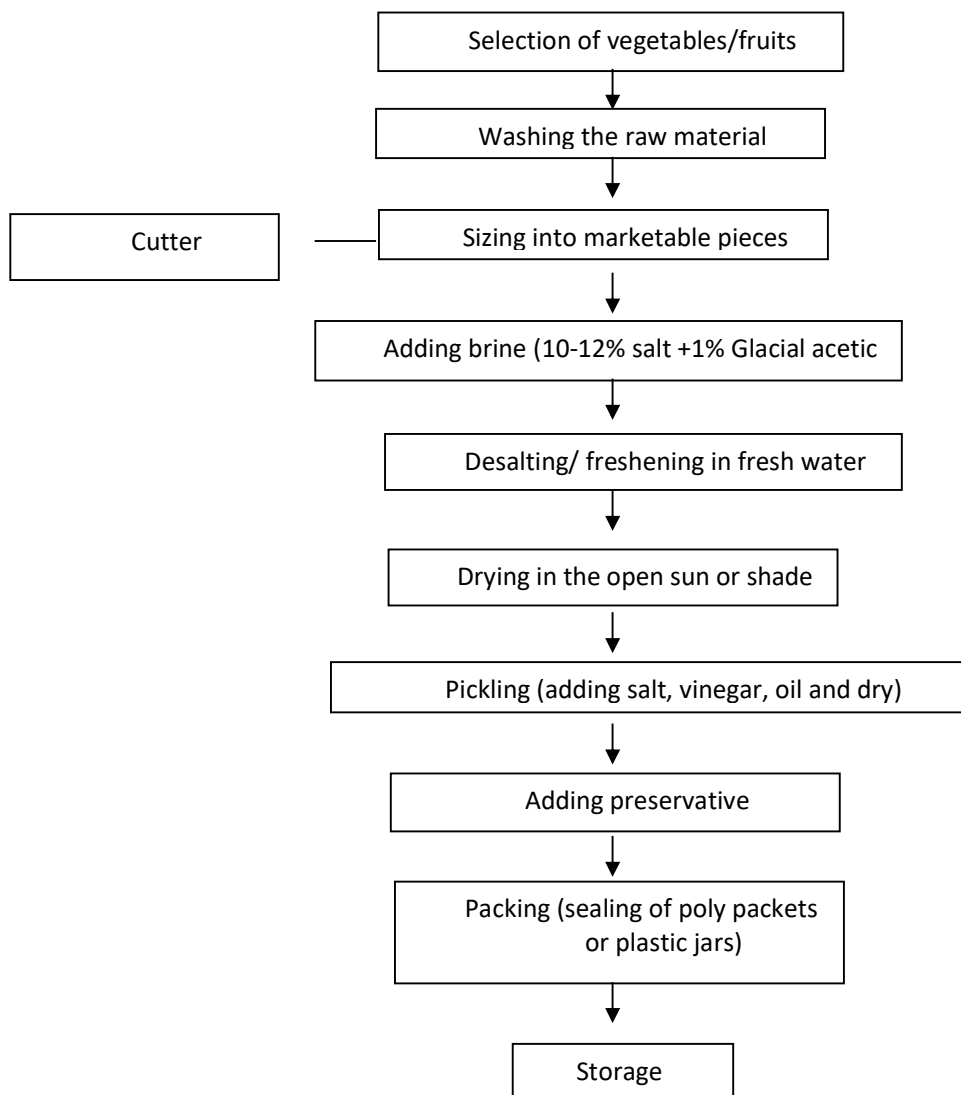 Selection of vegetables/fruits
Washing the raw material
Cutter
Sizing into marketable pieces
Adding brine (10-12% salt +1% Glacial acetic
Desalting/ freshening in fresh water
Drying in the open sun or shade
Pickling (adding salt, vinegar, oil and dry)
Adding preservative
Packing (sealing of poly packets
or plastic jars)
Storage